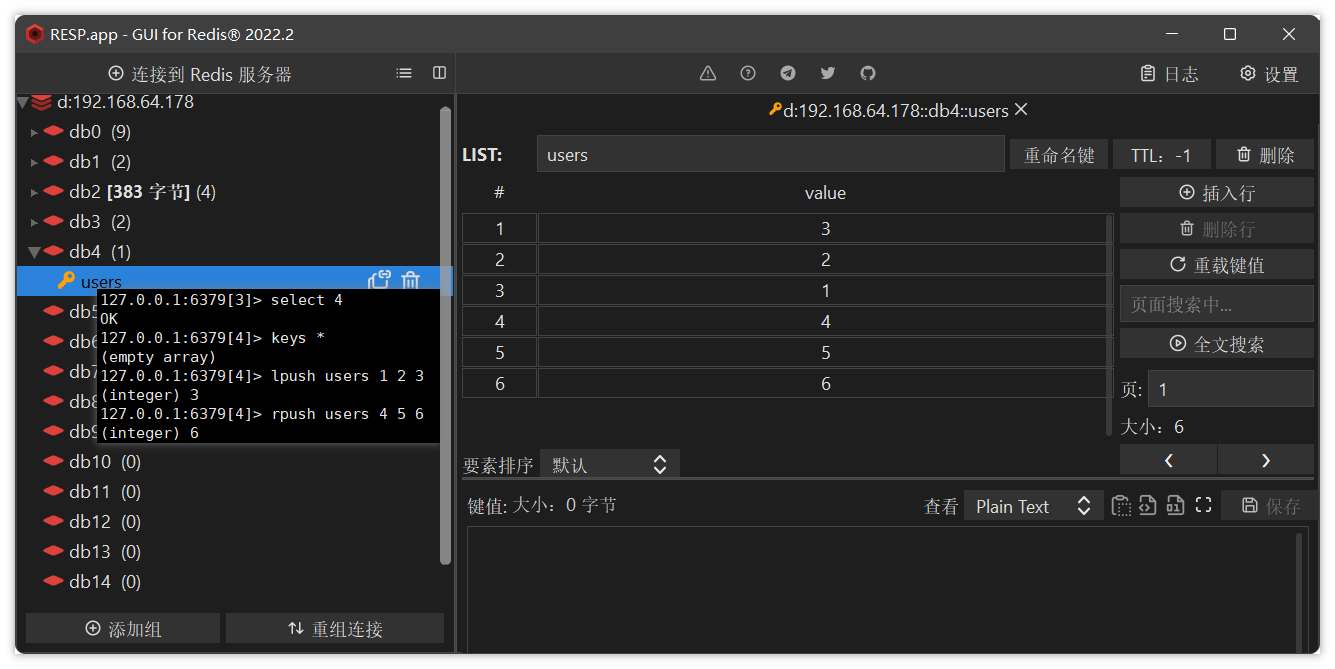 RESP.app - GUI for Redis® 2022.2
连接到 Redis 服务器
日志
设置
d:192.168.64.178
db0 (9)
db1 (2)
db2 [383 字节] (4)
db3 (2)
db4 (1)
users
127.0.0.1:6379[3]> select 4
OK
127.0.0.1:6379[4]> keys *
(empty array)
127.0.0.1:6379[4]> lpush users 1 2 3
(integer) 3
127.0.0.1:6379[4]> rpush users 4 5 6
(integer) 6
db5
db6
db7
db8
db9
db10 (0)
db11 (0)
db12 (0)
db13 (0)
db14 (0)
添加组
重组连接
d:192.168.64.178::db4::users
LIST:
users
重命名键
TTL: -1
删除
# value
1 3
2 2
3 1
4 4
5 5
6 6
插入行
删除行
重载键值
页面搜索中...
全文搜索
页: 1
大小: 6
要素排序 默认
键值: 大小: 0 字节
查看 Plain Text
保存